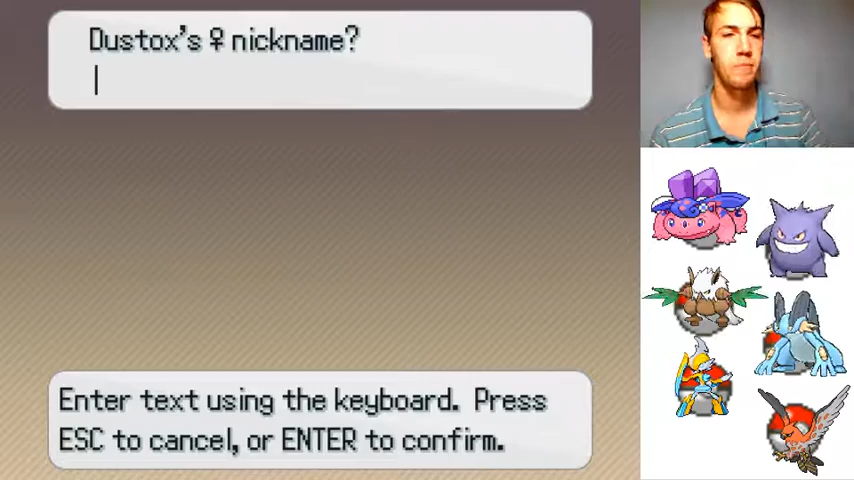 Dustox's ♀ nickname?
Enter text using the keyboard. Press
ESC to cancel, or ENTER to confirm.